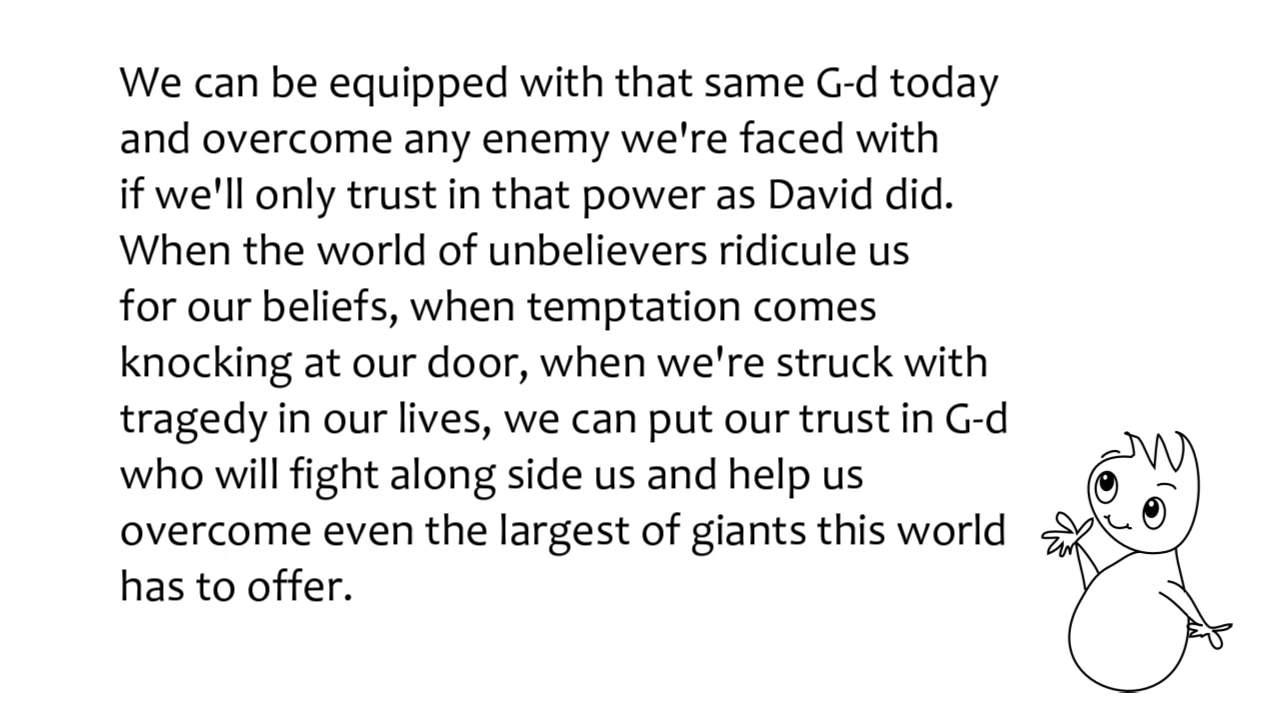 We can be equipped with that same G-d today
and overcome any enemy we're faced with
if we'll only trust in that power as David did.
When the world of unbelievers ridicule us
for our beliefs, when temptation comes
knocking at our door, when we're struck with
tragedy in our lives, we can put our trust in G-d
who will fight along side us and help us
overcome even the largest of giants this world
has to offer.